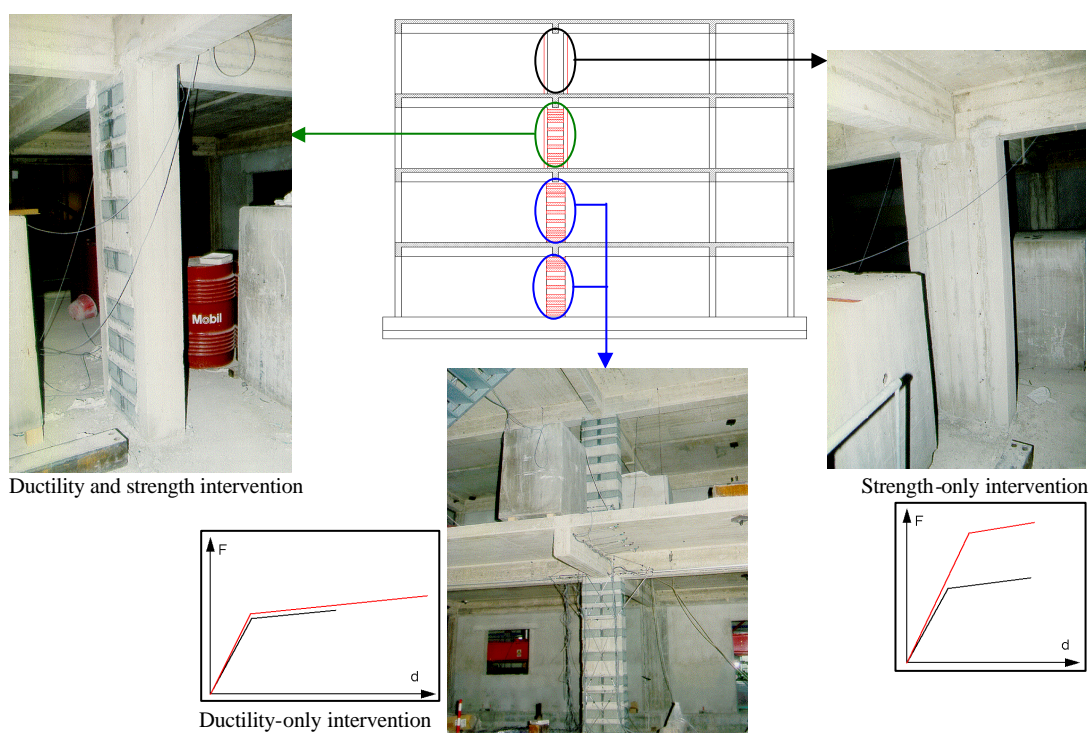 Mobil
Ductility and strength intervention
Strength-only intervention
F
d
Ductility-only intervention
F
d